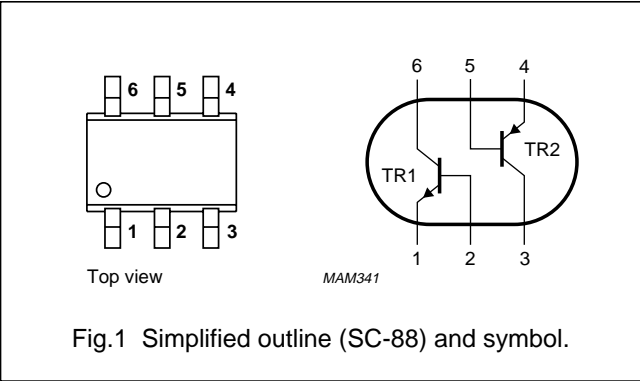 6 5 4
1 2 3
Top view
6 5 4
TR1
TR2
1 2 3
MAM341
Fig.1 Simplified outline (SC-88) and symbol.